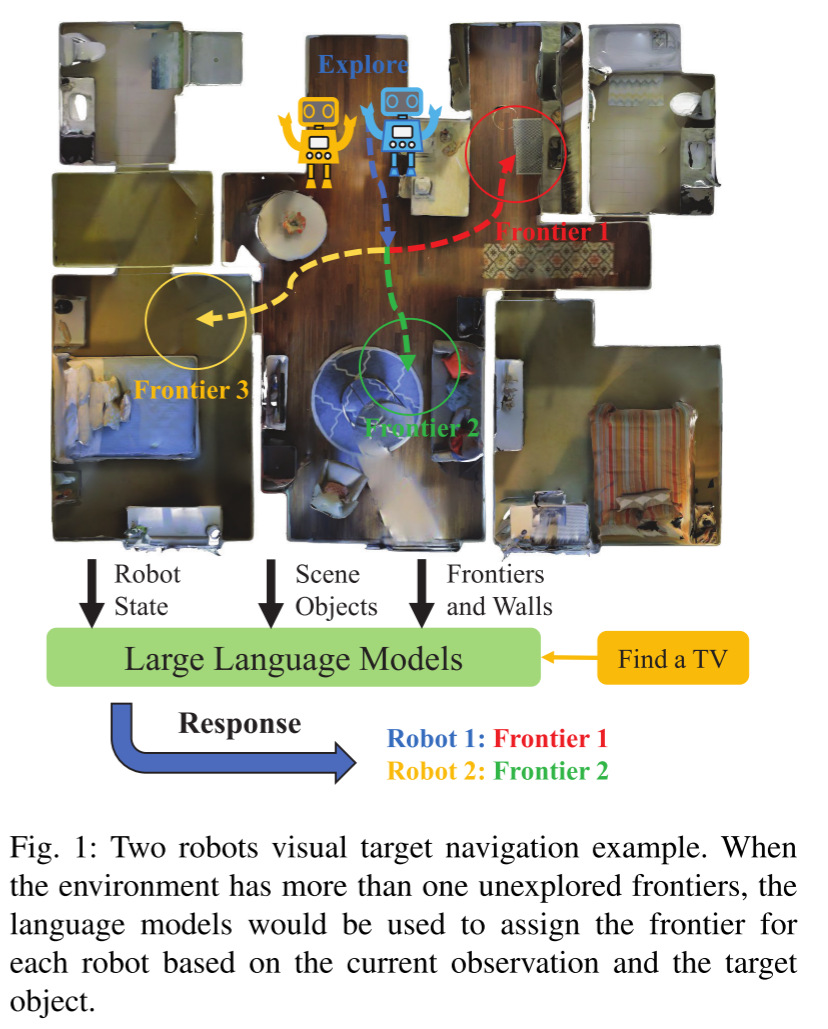 Explore
Frontier 1
Frontier 3
Frontier 2
Robot
State
Scene
Objects
Frontiers
and Walls
Large Language Models
Find a TV
Response
Robot 1: Frontier 1
Robot 2: Frontier 2
Fig. 1: Two robots visual target navigation example. When
the environment has more than one unexplored frontiers, the
language models would be used to assign the frontier for
each robot based on the current observation and the target
object.